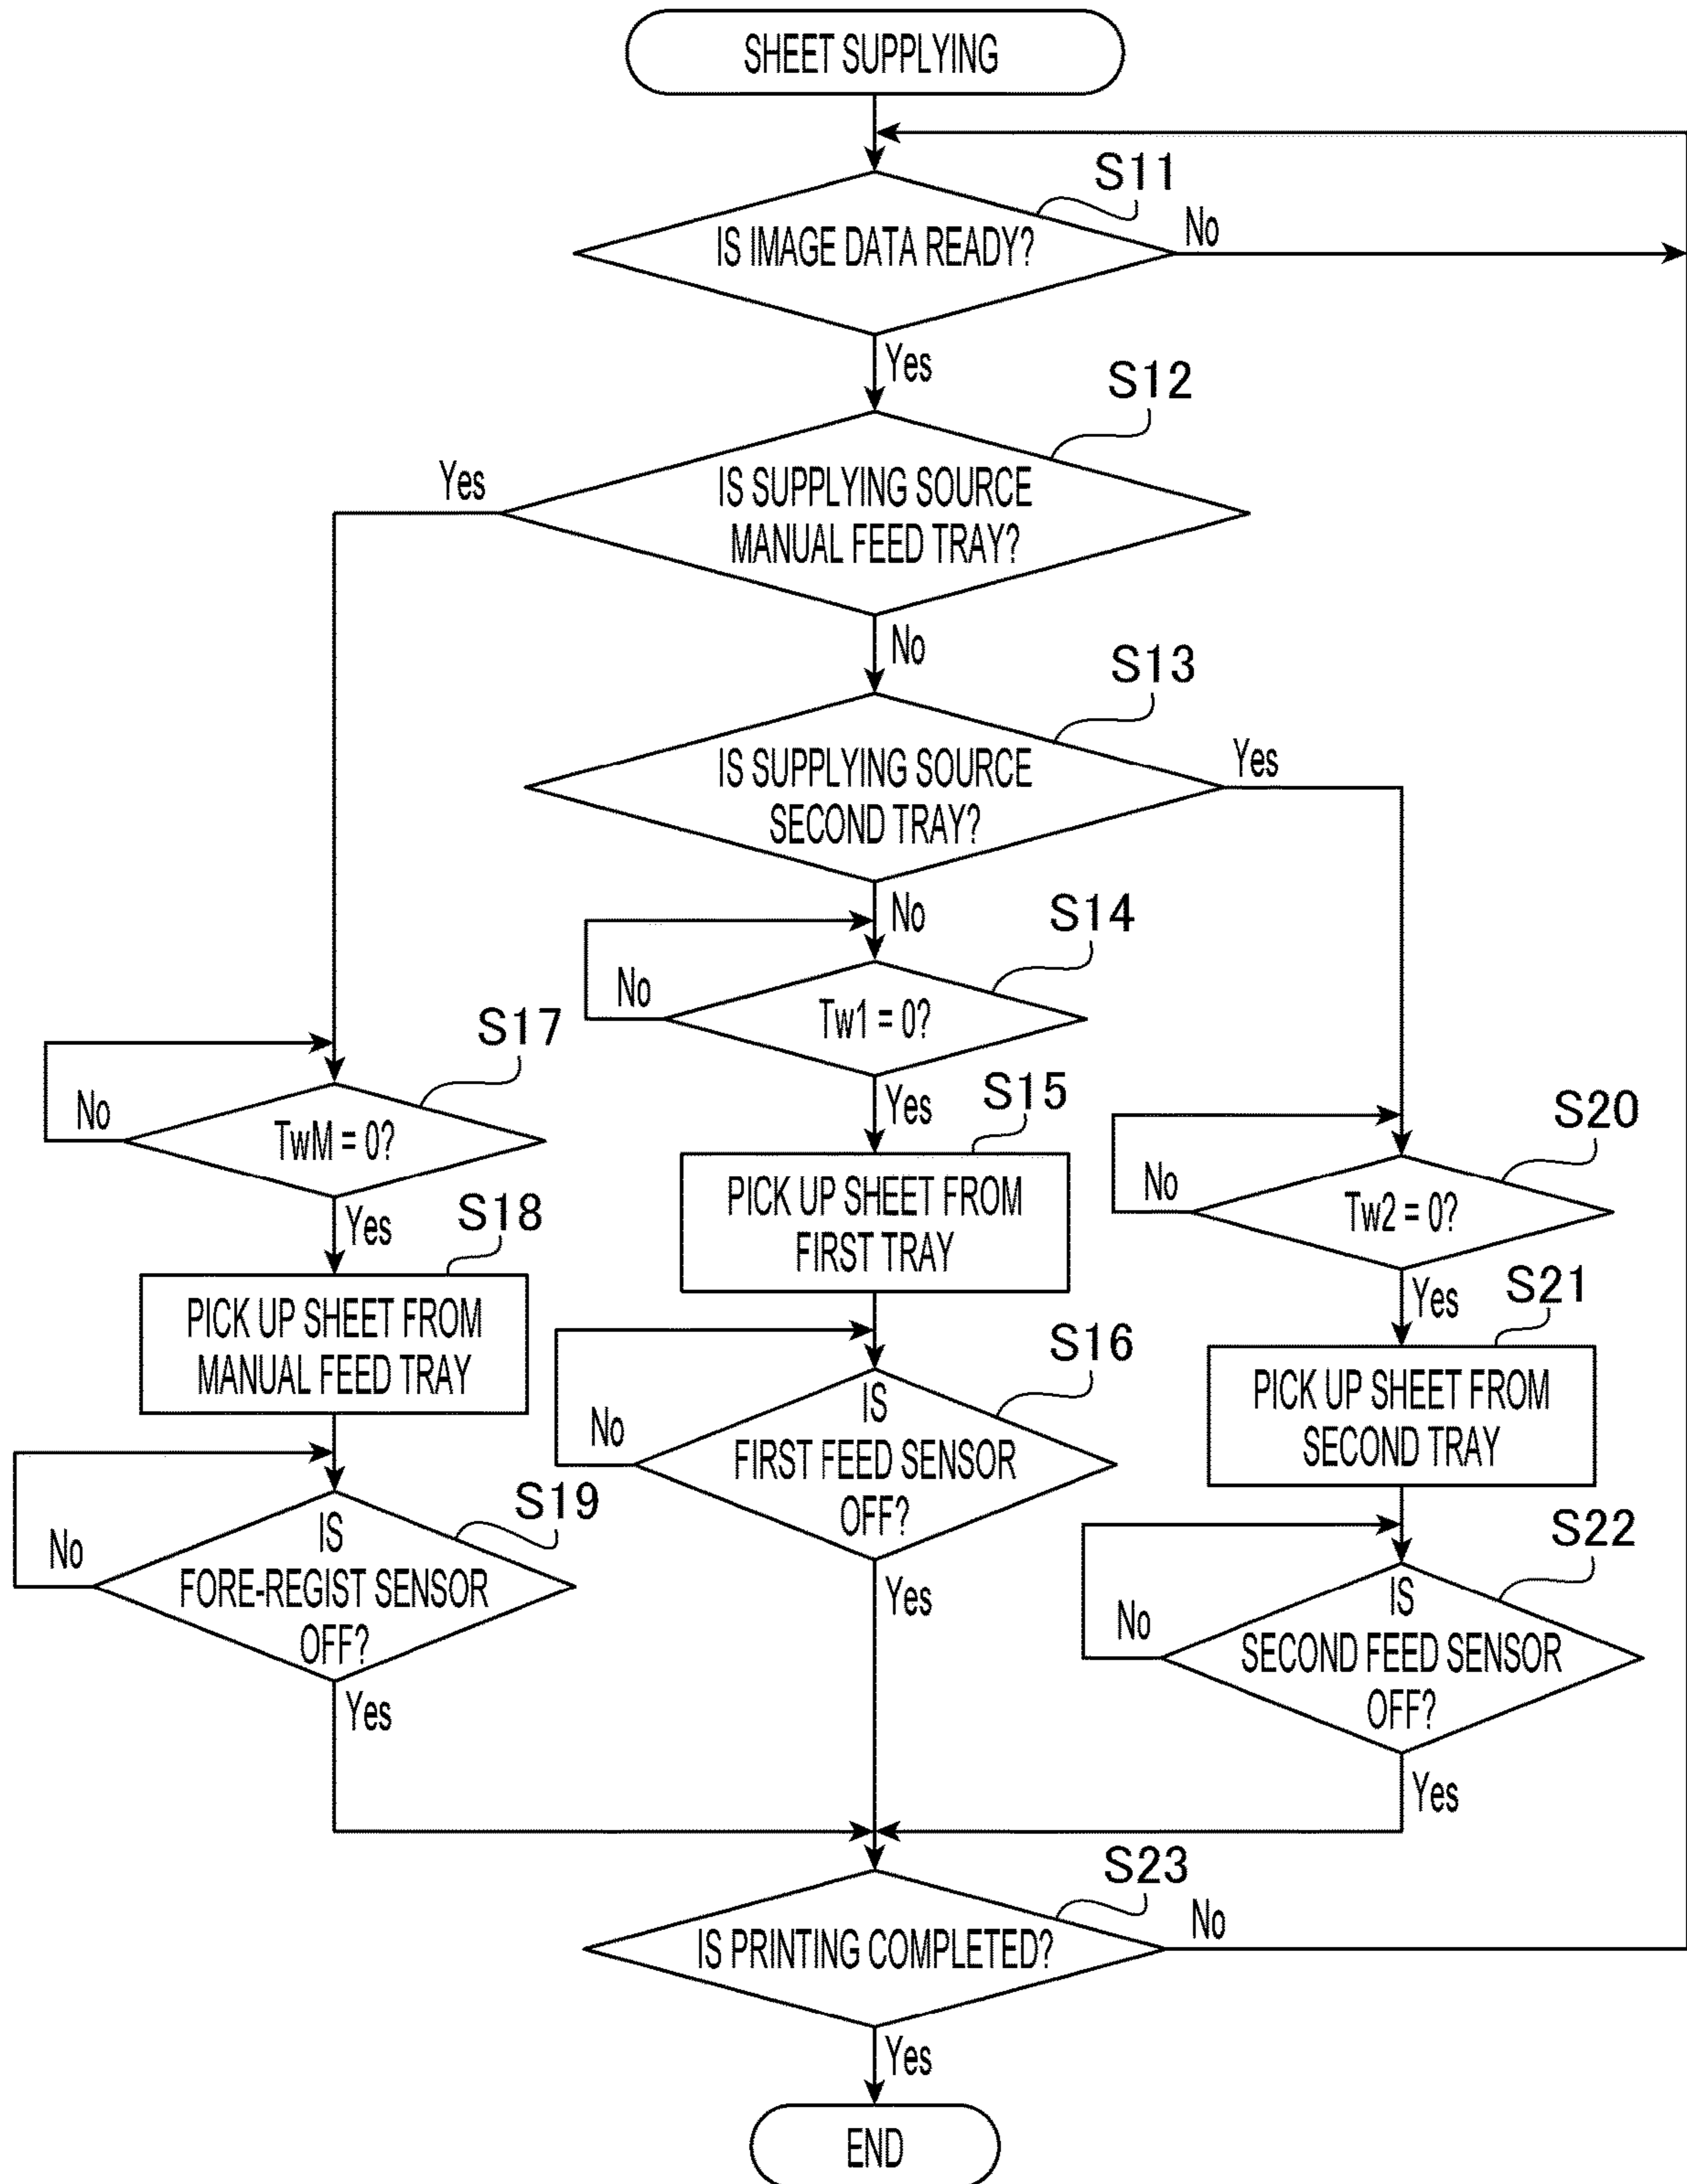 SHEET SUPPLYING
S11
IS IMAGE DATA READY?
No
Yes
S12
IS SUPPLYING SOURCE
MANUAL FEED TRAY?
Yes
No
S13
IS SUPPLYING SOURCE
SECOND TRAY?
Yes
No
S14
Tw1 = 0?
No
Yes
S15
PICK UP SHEET FROM
FIRST TRAY
S16
IS
FIRST FEED SENSOR
OFF?
No
Yes
S17
TwM = 0?
No
Yes
S18
PICK UP SHEET FROM
MANUAL FEED TRAY
S19
IS
FORE-REGIST SENSOR
OFF?
No
Yes
S20
Tw2 = 0?
No
Yes
S21
PICK UP SHEET FROM
SECOND TRAY
S22
IS
SECOND FEED SENSOR
OFF?
No
Yes
S23
IS PRINTING COMPLETED?
No
Yes
END